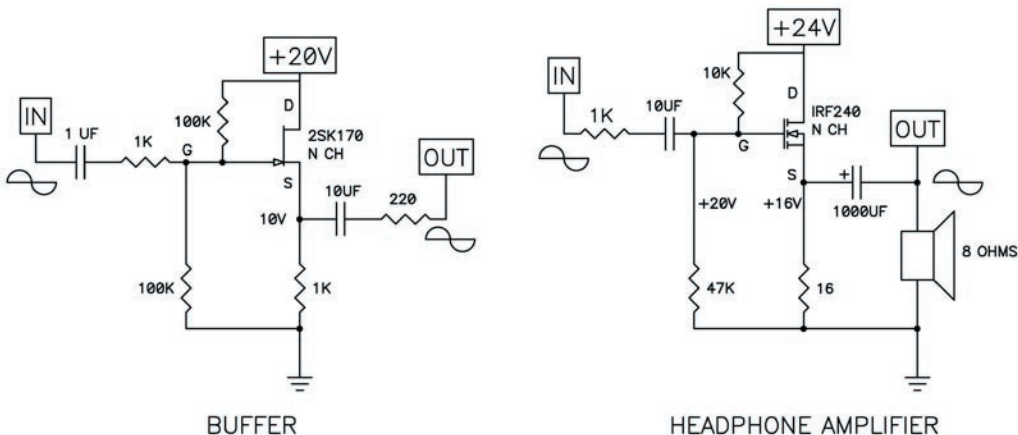 +20V
IN
D
1 UF
1K
100K
2SK170
N CH
G
S
OUT
10UF
220
10V
100K
1K
BUFFER
+24V
IN
10K
D
1K
10UF
IRF240
N CH
OUT
G
S
+20V
+16V
+
1000UF
8 OHMS
47K
16
HEADPHONE AMPLIFIER